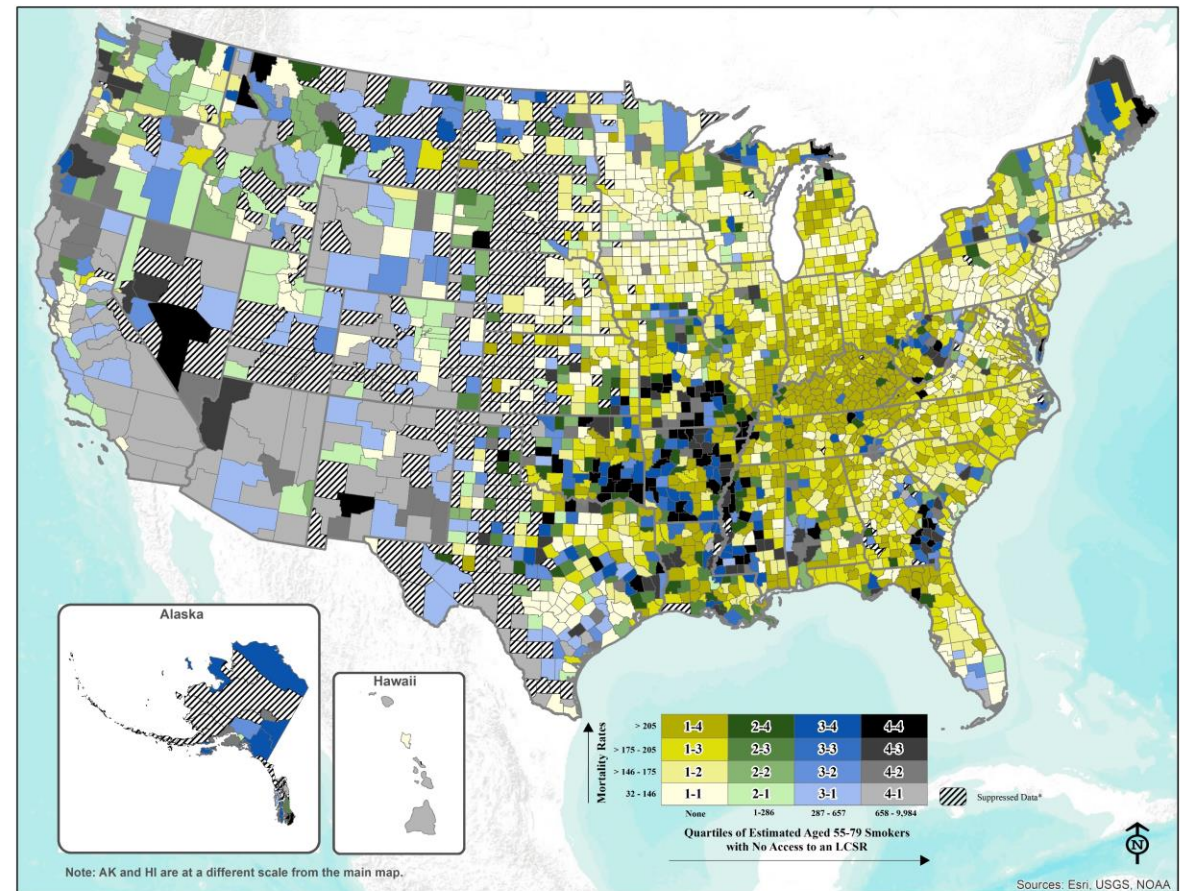 Alaska
Hawaii
Note: AK and HI are at a different scale from the main map.
Mortality Rates
> 205
1-4 2-4 3-4 4-4
> 175 - 205
1-3 2-3 3-3 4-3
> 146 - 175
1-2 2-2 3-2 4-2
32 - 146
1-1 2-1 3-1 4-1
None 1-286 287 - 657 658 - 9,984
Quartiles of Estimated Aged 55-79 Smokers
with No Access to an LCSR
Suppressed Data*
N
Sources: Esri, USGS, NOAA